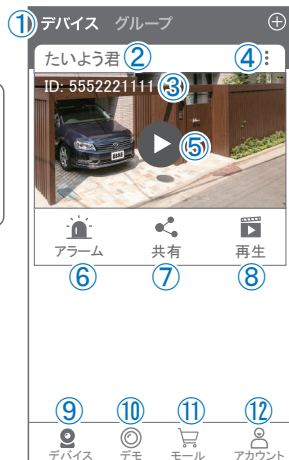 ① デバイス グループ
たいよう君 ② ④
ID: 5552221111 ③
⑤
アラーム 共有 再生
⑥ ⑦ ⑧
⑨ ⑩ ⑪ ⑫
デバイス デモ モール アカウント